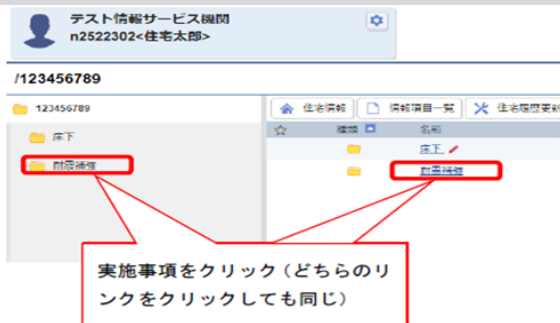 テスト情報サービス機関
n2522302<住宅太郎>
/123456789
123456789
住宅情報
情報項目一覧
住宅履歴更新
種類
名前
床下
床下
耐震補強
耐震補強
実施事項をクリック（どちらのリ
ンクをクリックしても同じ）